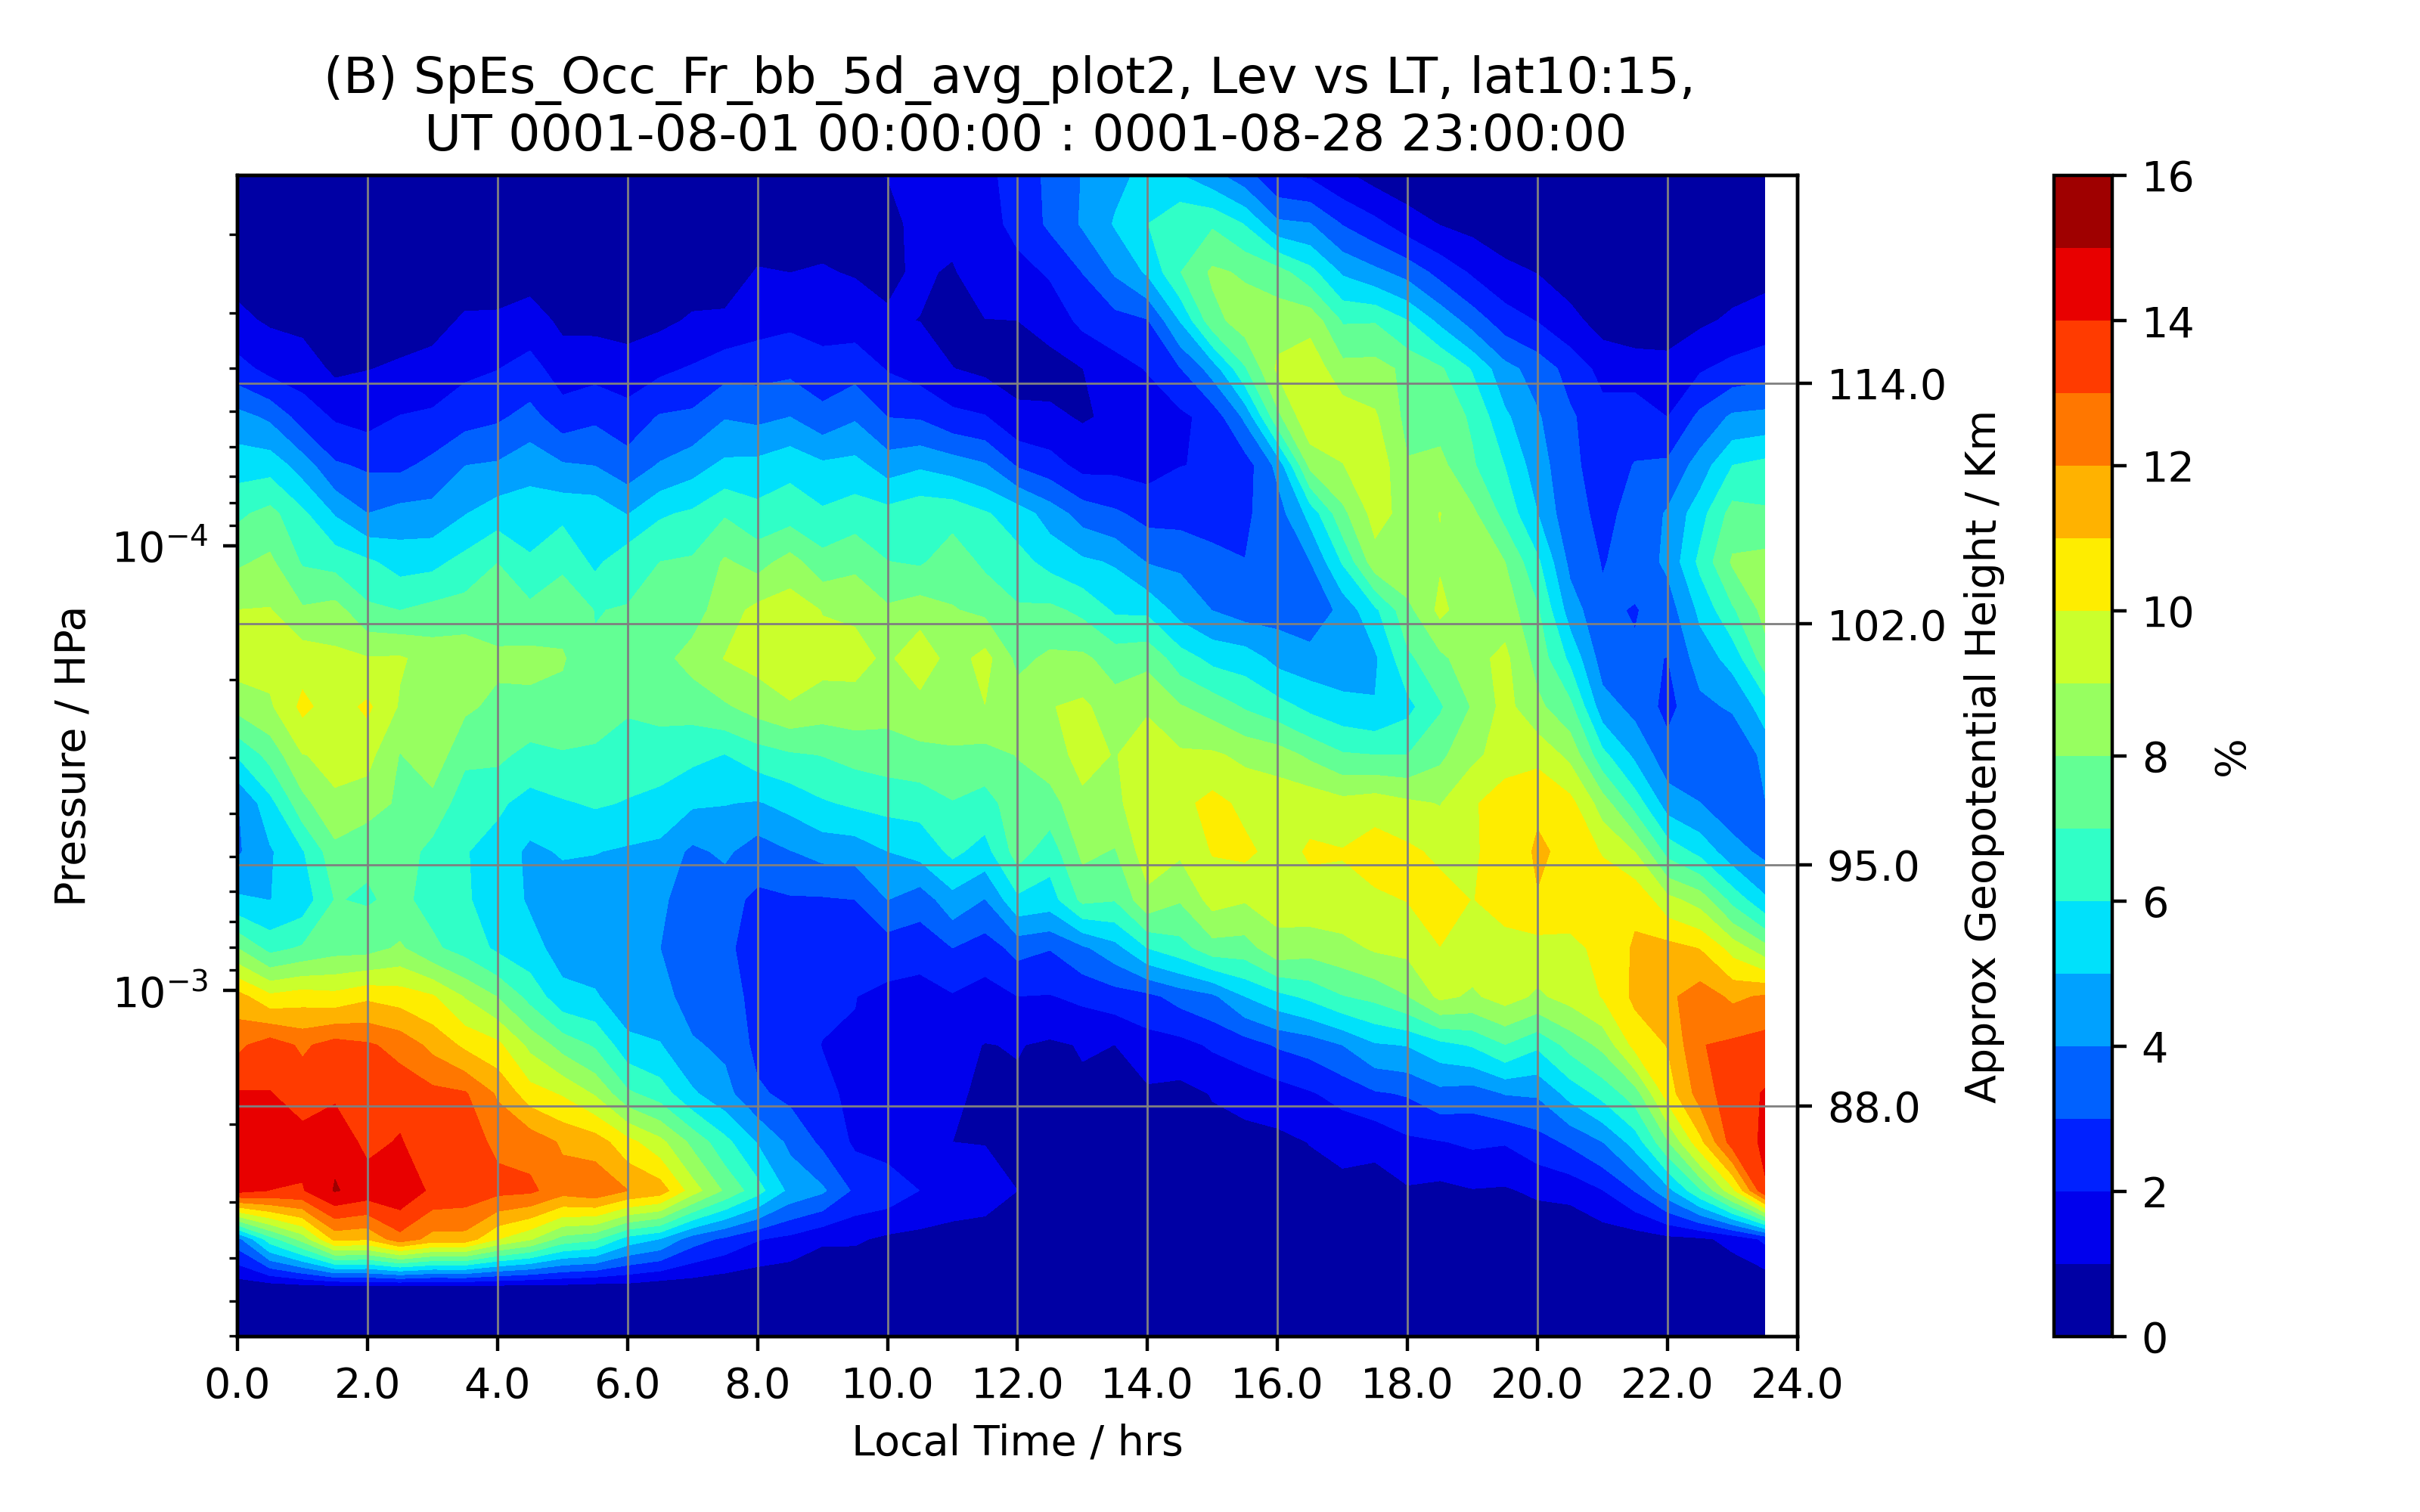 (B) SpEs_Occ_Fr_bb_5d_avg_plot2, Lev vs LT, lat10:15,
UT 0001-08-01 00:00:00 : 0001-08-28 23:00:00
Pressure / HPa
10⁻⁴
10⁻³
0.0 2.0 4.0 6.0 8.0 10.0 12.0 14.0 16.0 18.0 20.0 22.0 24.0
Local Time / hrs
114.0
102.0
95.0
88.0
Approx Geopotential Height / Km
16
14
12
10
8
6
4
2
0
%